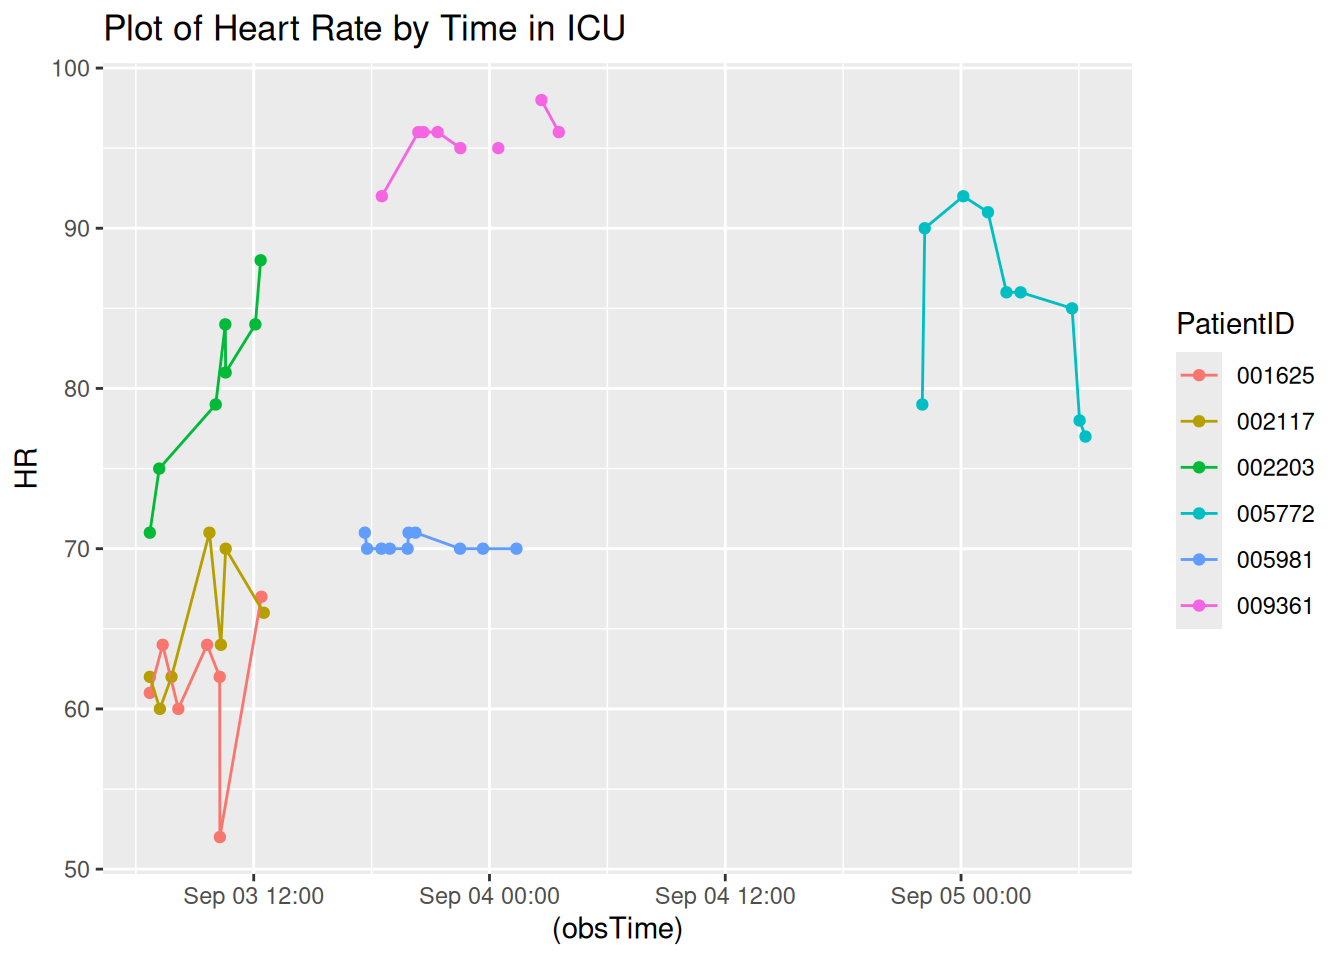 Plot of Heart Rate by Time in ICU
100
90
80
70
60
50
HR
Sep 03 12:00
Sep 04 00:00
Sep 04 12:00
Sep 05 00:00
(obsTime)
PatientID
001625
002117
002203
005772
005981
009361